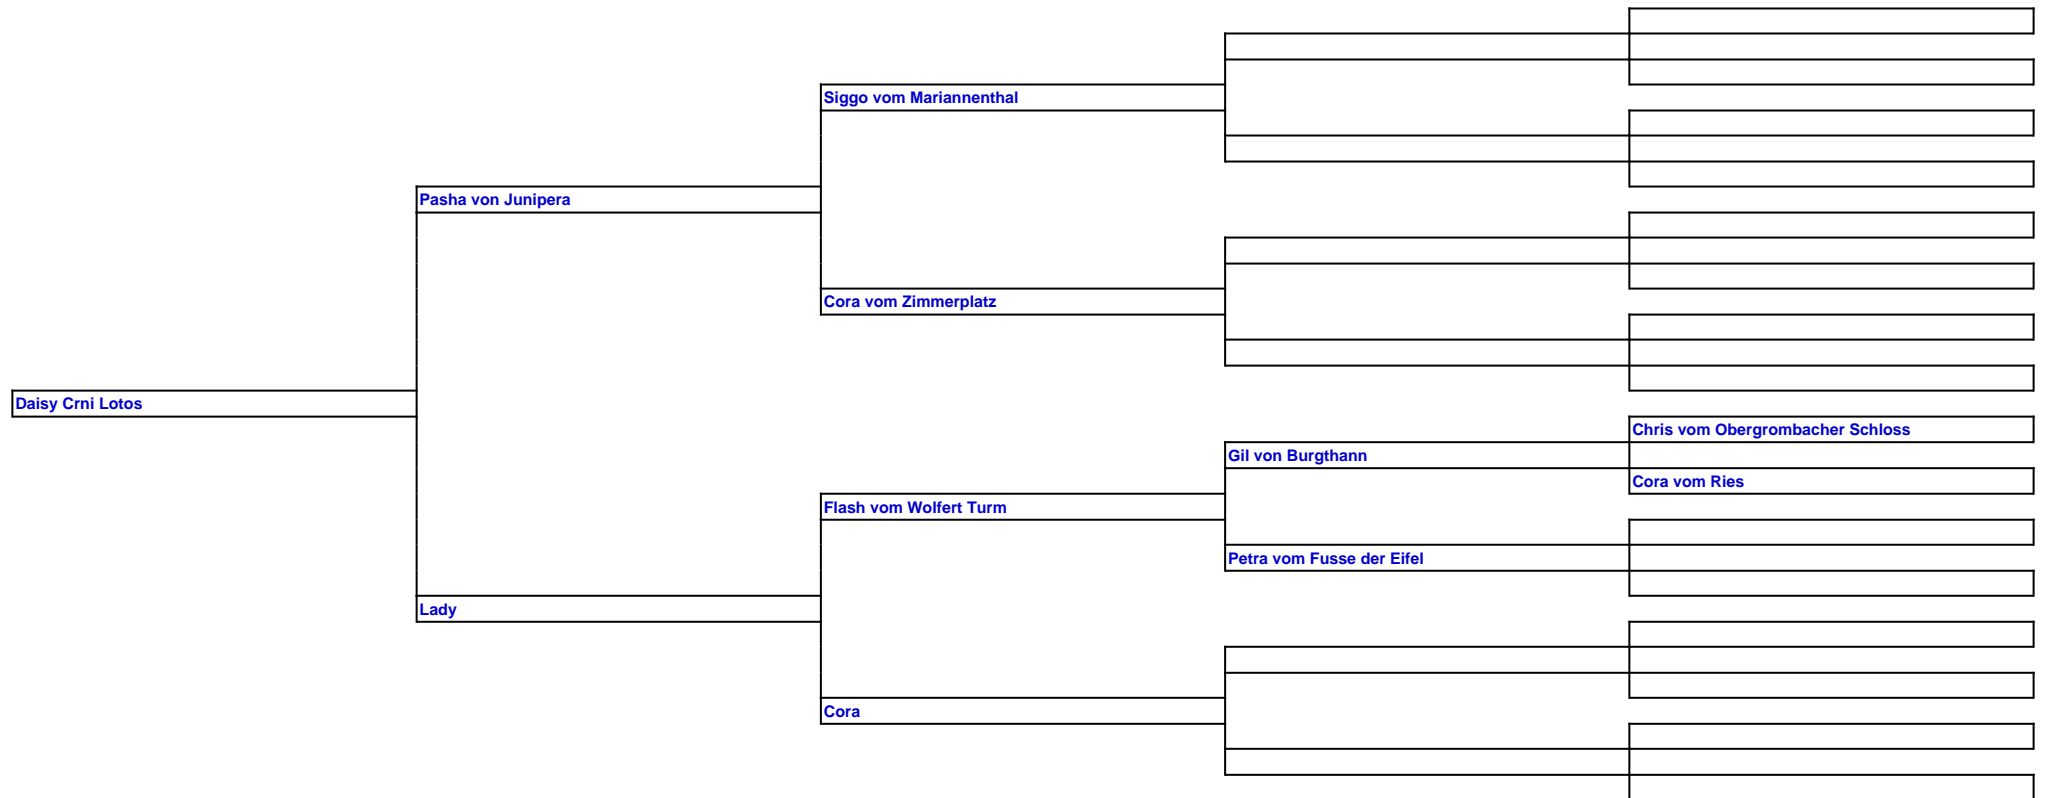 Siggo vom Mariannenthal
Pasha von Junipera
Cora vom Zimmerplatz
Daisy Crni Lotos
Chris vom Obergrombacher Schloss
Gil von Burgthann
Cora vom Ries
Flash vom Wolfert Turm
Petra vom Fusse der Eifel
Lady
Cora